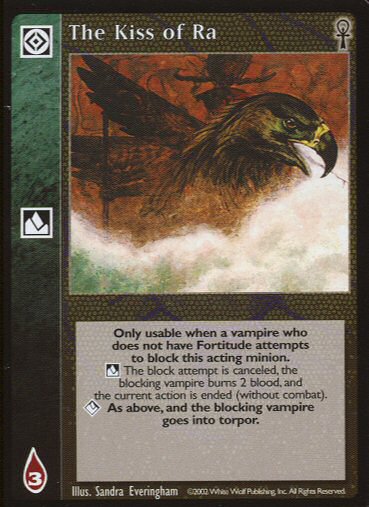 The Kiss of Ra
Only usable when a vampire who
does not have Fortitude attempts
to block this acting minion.
The block attempt is canceled, the
blocking vampire burns 2 blood, and
the current action is ended (without combat).
As above, and the blocking vampire
goes into torpor.
3
Illus. Sandra Everingham ©2002 White Wolf Publishing, Inc. All Rights Reserved.